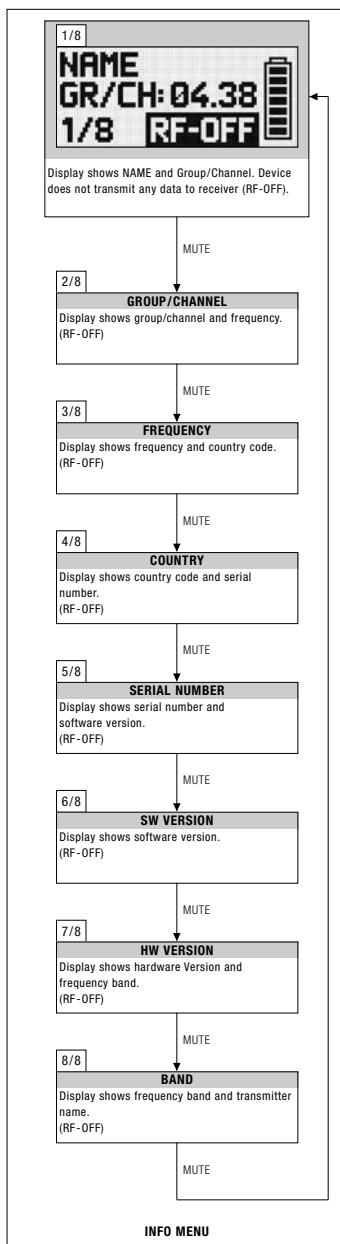 1/8
NAME
GR/CH: 04.38
1/8 RF-OFF
Display shows NAME and Group/Channel. Device
does not transmit any data to receiver (RF-OFF).
MUTE
2/8
GROUP/CHANNEL
Display shows group/channel and frequency.
(RF-OFF)
MUTE
3/8
FREQUENCY
Display shows frequency and country code.
(RF-OFF)
MUTE
4/8
COUNTRY
Display shows country code and serial
number.
(RF-OFF)
MUTE
5/8
SERIAL NUMBER
Display shows serial number and
software version.
(RF-OFF)
MUTE
6/8
SW VERSION
Display shows software version.
(RF-OFF)
MUTE
7/8
HW VERSION
Display shows hardware Version and
frequency band.
(RF-OFF)
MUTE
8/8
BAND
Display shows frequency band and transmitter
name.
(RF-OFF)
MUTE
INFO MENU